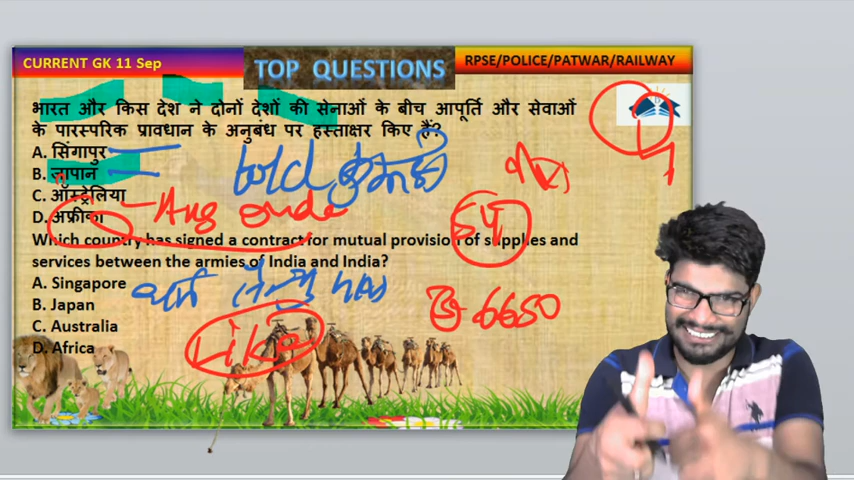 CURRENT GK 11 Sep
TOP QUESTIONS
RPSE/POLICE/PATWAR/RAILWAY
भारत और किस देश ने दोनों देशों की सेनाओं के बीच आपूर्ति और सेवाओं
के पारस्परिक प्रावधान के अनुबंध पर हस्ताक्षर किए हैं?
A. सिंगापुर
B. जापान
C. ऑस्ट्रेलिया
D. अफ्रीका
Which country has signed a contract for mutual provision of supplies and
services between the armies of India and India?
A. Singapore
B. Japan
C. Australia
D. Africa
Like
6650